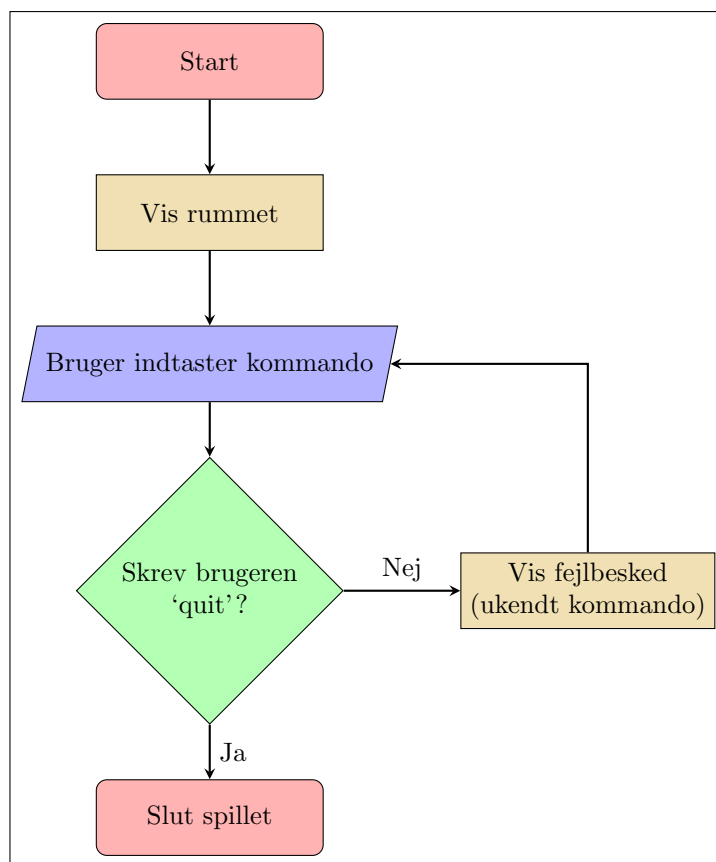 Start
Vis rummet
Bruger indtaster kommando
Skrev brugeren
‘quit’?
Nej
Vis fejlbesked
(ukendt kommando)
Ja
Slut spillet